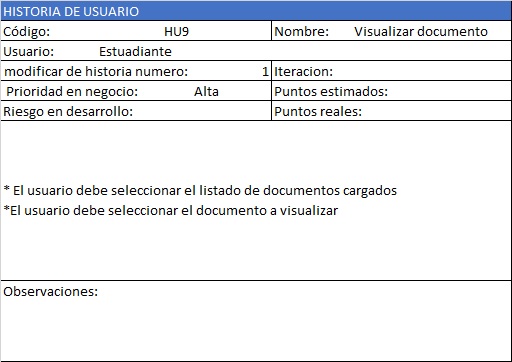 HISTORIA DE USUARIO
Código: HU9 Nombre: Visualizar documento
Usuario: Estuadiante
modificar de historia numero: 1 Iteracion:
Prioridad en negocio: Alta Puntos estimados:
Riesgo en desarrollo: Puntos reales:
* El usuario debe seleccionar el listado de documentos cargados
*El usuario debe seleccionar el documento a visualizar
Observaciones: